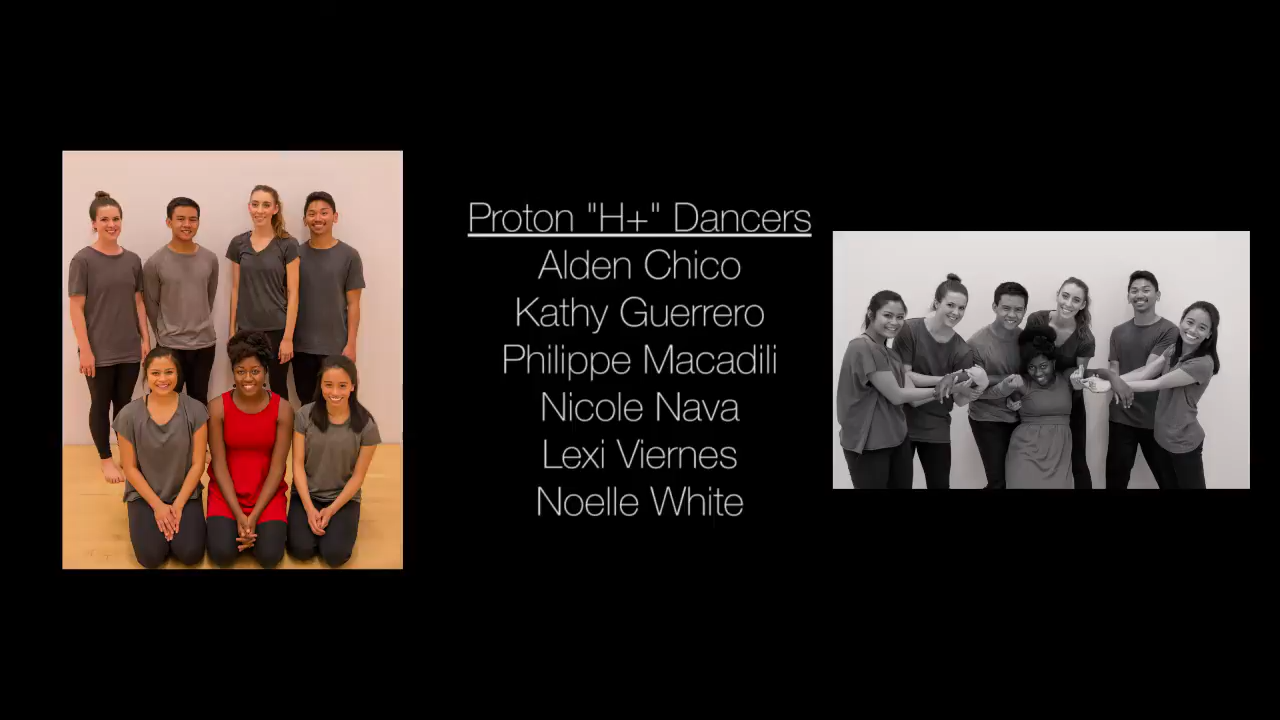 Proton "H+" Dancers
Alden Chico
Kathy Guerrero
Philippe Macadili
Nicole Nava
Lexi Viernes
Noelle White